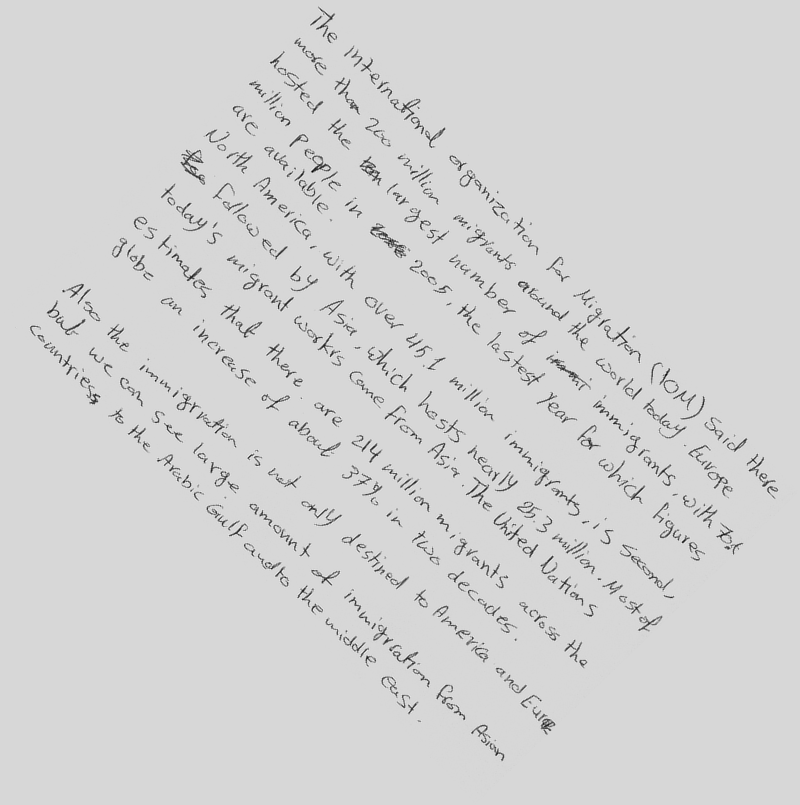 The International organization for Migration (IOM) said there
more than 200 million migrants around the world today. Europe
hosted the largest number of immigrants, with 70.6
million People in 2005, the lastest year for which figures
are available.
North America, with over 45.1 million immigrants, is second,
followed by Asia, which hosts nearly 25.3 million. Most of
today's migrant workrs come from Asia. The United Nations
estimates that there are 214 million migrants across the
globe an increase of about 37% in two decades.
Also the immigrration is not only destined to America and Europe
but we can see large amount of immigrration from Asian
countriess to the Arabic Giulf and to the middle east.